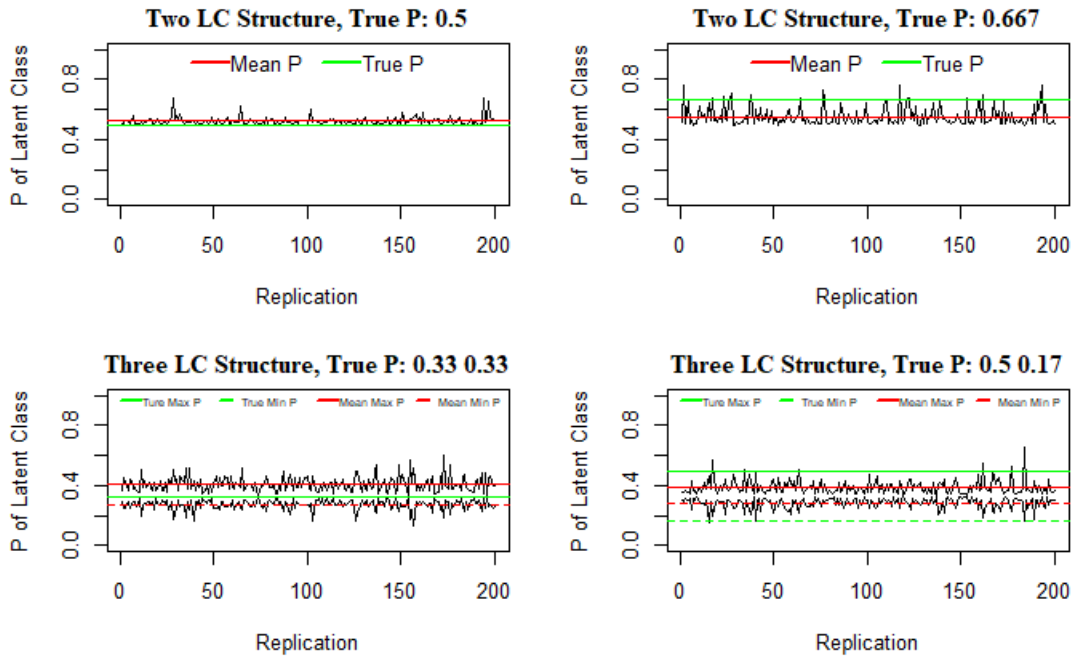 Two LC Structure, True P: 0.5
P of Latent Class
0.0 0.4 0.8
Mean P True P
0 50 100 150 200
Replication
Two LC Structure, True P: 0.667
P of Latent Class
0.0 0.4 0.8
Mean P True P
0 50 100 150 200
Replication
Three LC Structure, True P: 0.33 0.33
P of Latent Class
0.0 0.4 0.8
Ture Max P True Min P Mean Max P Mean Min P
0 50 100 150 200
Replication
Three LC Structure, True P: 0.5 0.17
P of Latent Class
0.0 0.4 0.8
Ture Max P True Min P Mean Max P Mean Min P
0 50 100 150 200
Replication